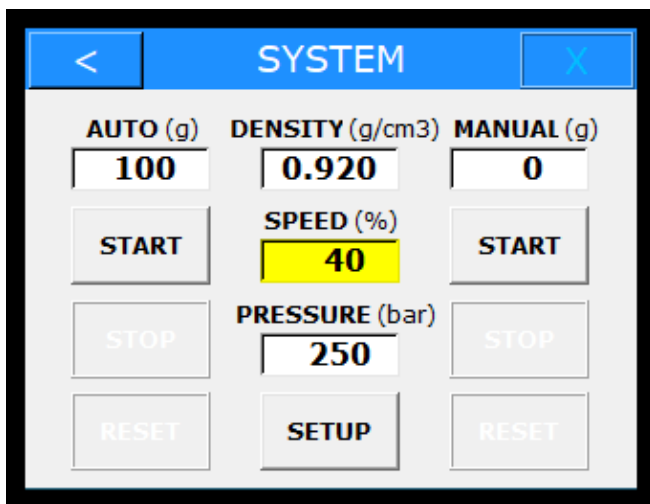 < SYSTEM X
AUTO (g) DENSITY (g/cm3) MANUAL (g)
100 0.920 0
START SPEED (%) START
40
STOP PRESSURE (bar) STOP
250
RESET SETUP RESET